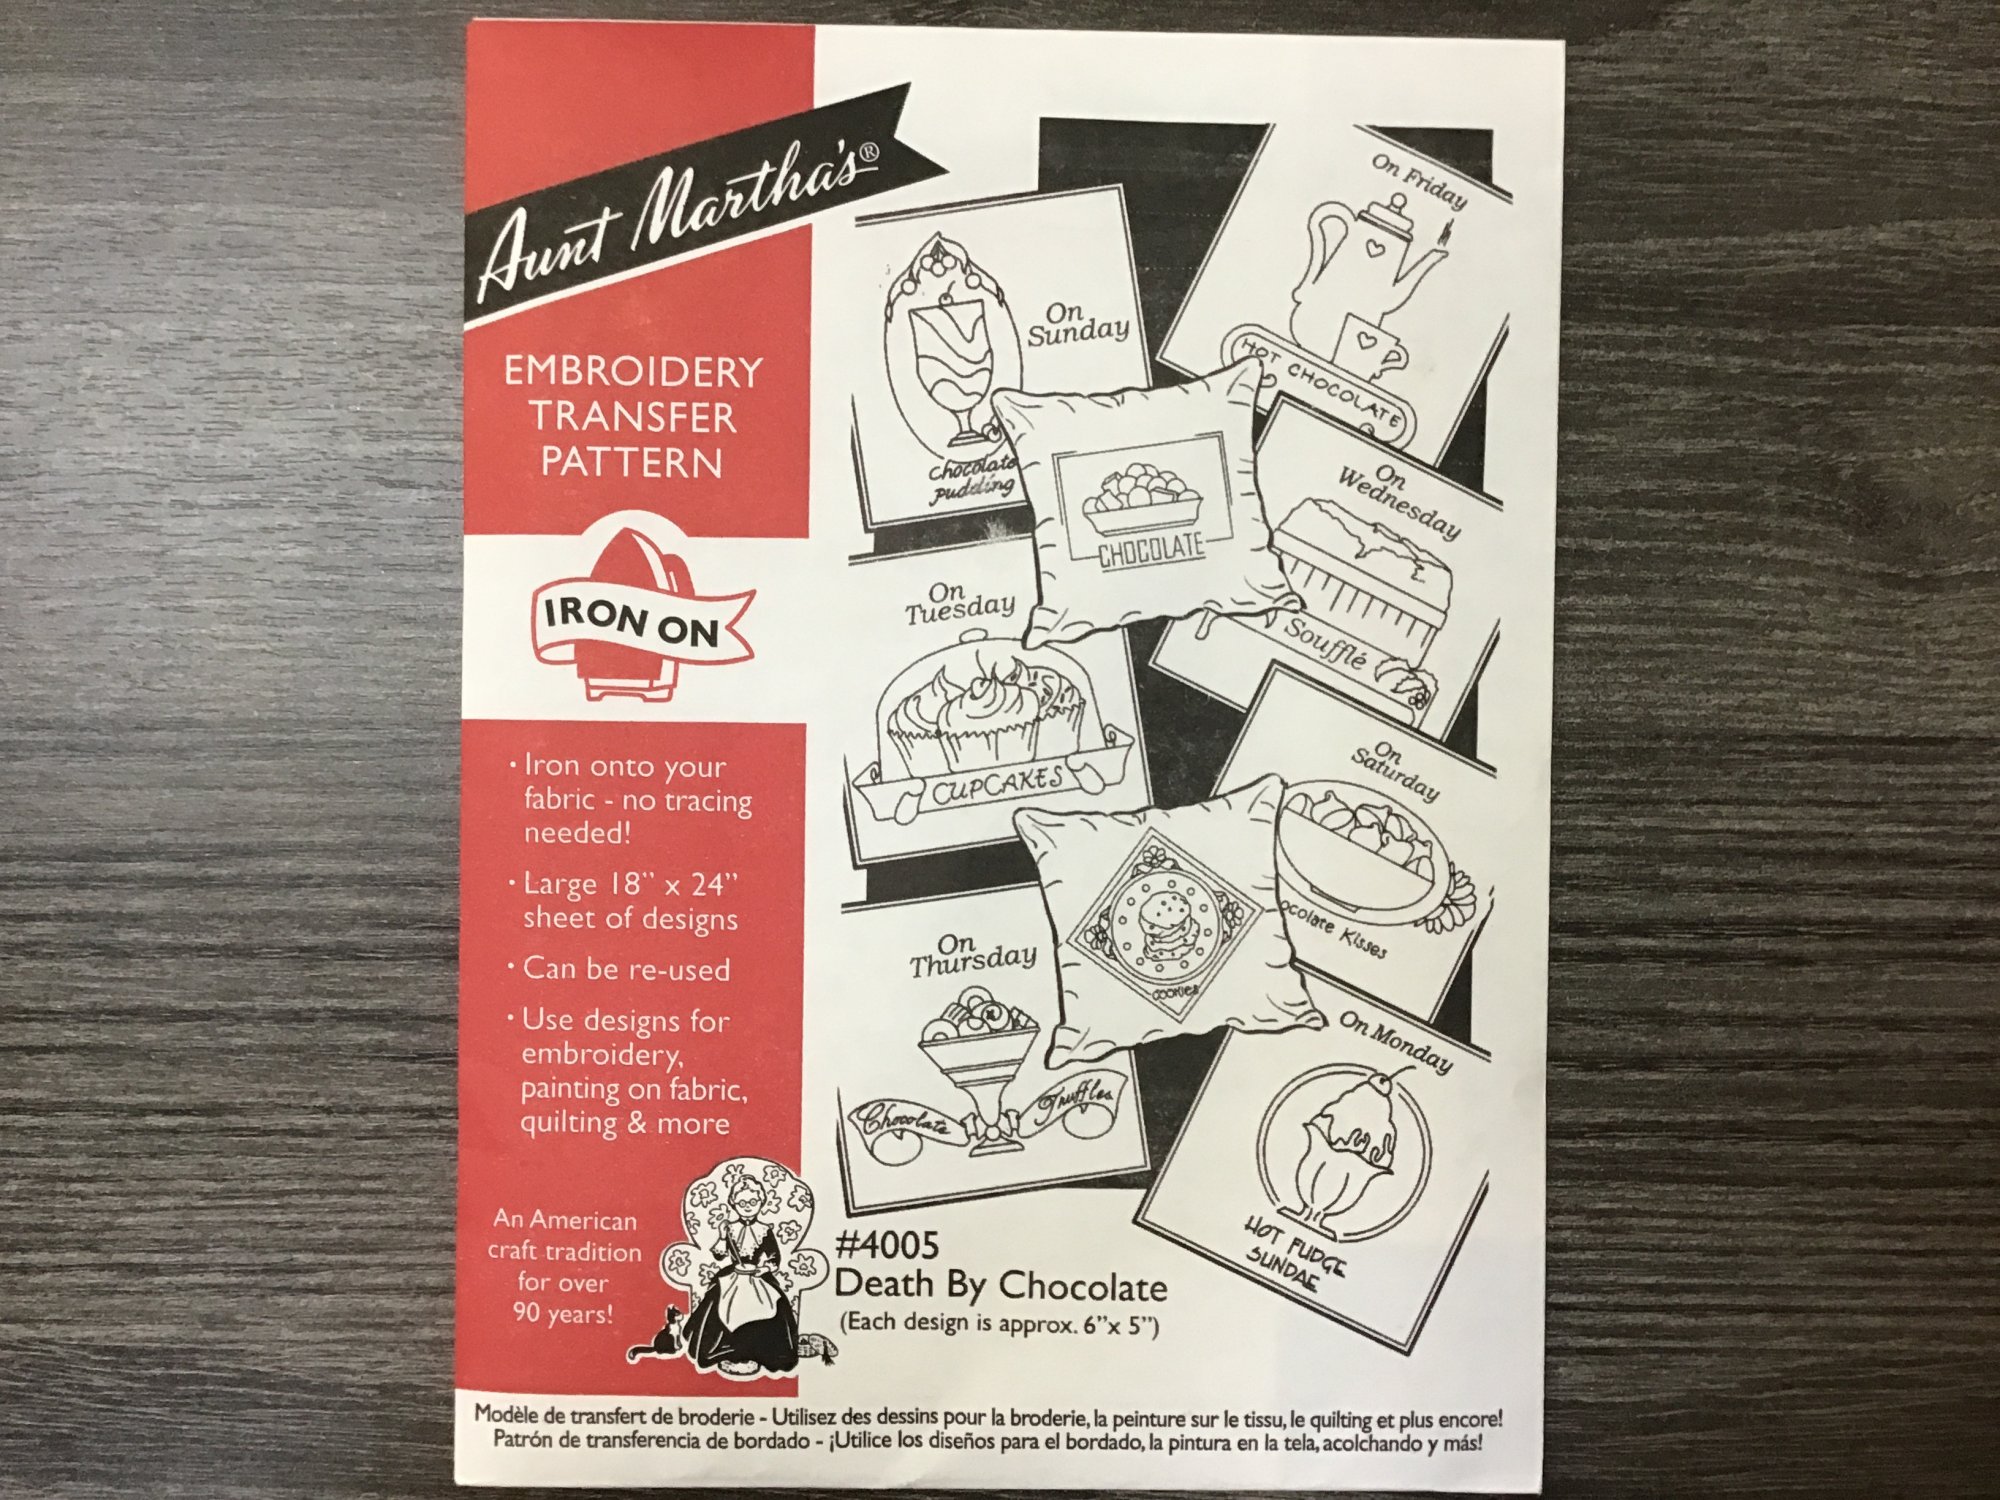 Aunt Martha's®
EMBROIDERY
TRANSFER
PATTERN
IRON ON
· Iron onto your
fabric - no tracing
needed!
· Large 18" x 24"
sheet of designs
· Can be re-used
· Use designs for
embroidery,
painting on fabric,
quilting & more
An American
craft tradition
for over
90 years!
On
Sunday
chocolate
pudding
On Friday
HOT CHOCOLATE
CHOCOLATE
On
Wednesday
Soufflé
On
Tuesday
CUPCAKES
On
Saturday
ocolate Kisses
COOKIES
On
Thursday
Chocolate
Truffles
On Monday
HOT FUDGE
SUNDAE
#4005
Death By Chocolate
(Each design is approx. 6"x 5")
Modèle de transfert de broderie - Utilisez des dessins pour la broderie, la peinture sur le tissu, le quilting et plus encore!
Patrón de transferencia de bordado - ¡Utilice los diseños para el bordado, la pintura en la tela, acolchando y más!